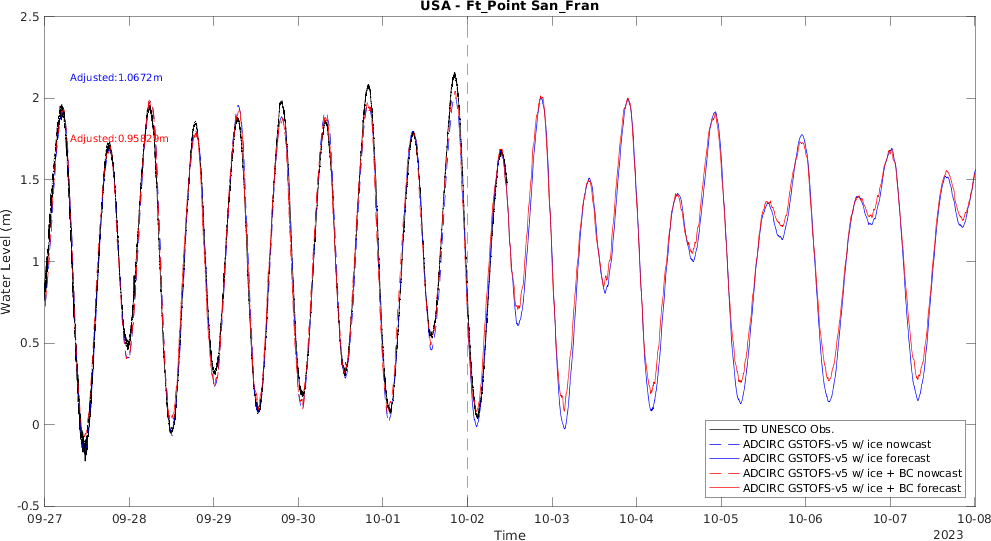 USA - Ft_Point San_Fran
2.5
2
1.5
1
0.5
0
-0.5
Water Level (m)
Adjusted:1.0672m
Adjusted:0.95829m
TD UNESCO Obs.
ADCIRC GSTOFS-v5 w/ ice nowcast
ADCIRC GSTOFS-v5 w/ ice forecast
ADCIRC GSTOFS-v5 w/ ice + BC nowcast
ADCIRC GSTOFS-v5 w/ ice + BC forecast
09-27 09-28 09-29 09-30 10-01 10-02 10-03 10-04 10-05 10-06 10-07 10-08
Time
2023